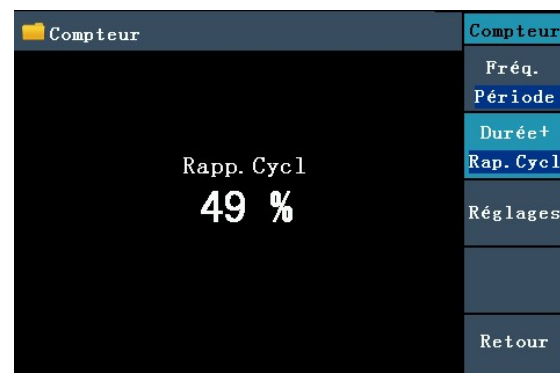 Compteur
Rapp.Cycl
49 %
Compteur
Fréq.
Période
Durée+
Rap.Cycl
Réglages
Retour